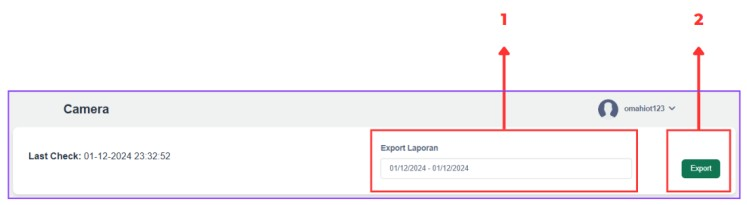 1
2
Camera
omahiot123
Last Check: 01-12-2024 23:32:52
Export Laporan
01/12/2024 - 01/12/2024
Export